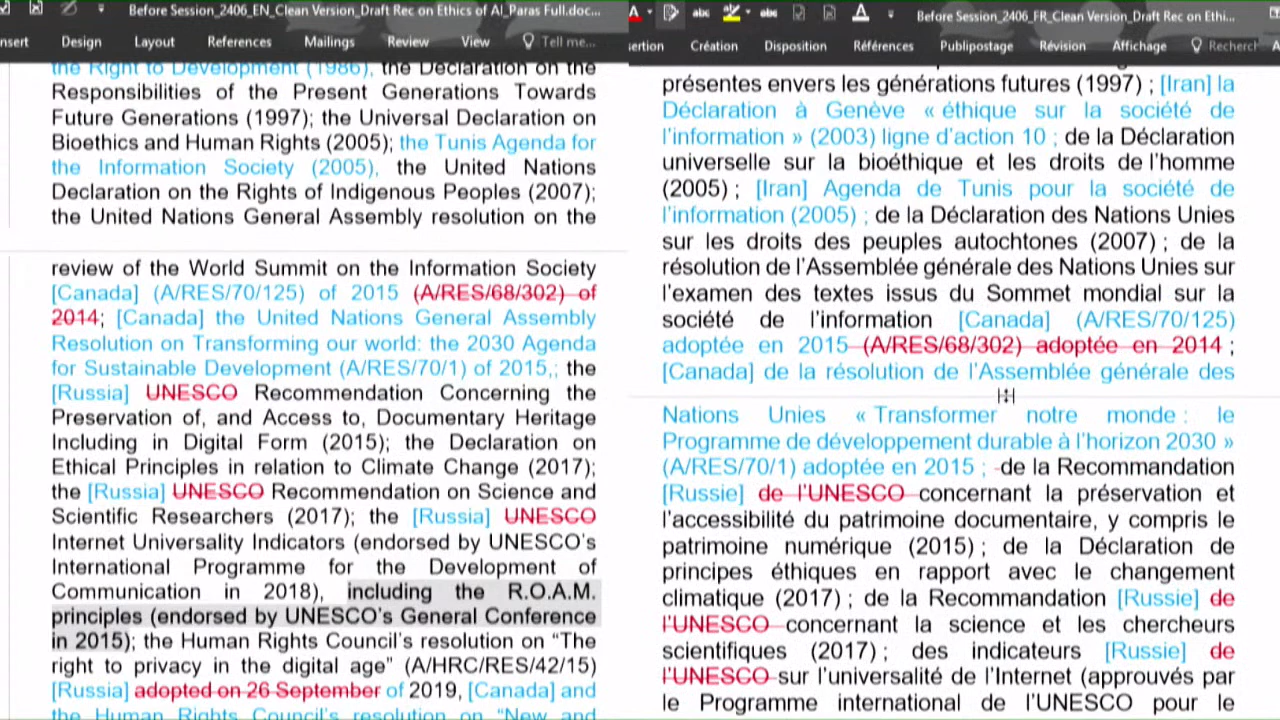 Before Session_2406_EN_Clean Version_Draft Rec on Ethics of AI_Paras Full.doc...
nsert Design Layout References Mailings Review View Tell me...
the Right to Development (1986), the Declaration on the
Responsibilities of the Present Generations Towards
Future Generations (1997); the Universal Declaration on
Bioethics and Human Rights (2005); the Tunis Agenda for
the Information Society (2005), the United Nations
Declaration on the Rights of Indigenous Peoples (2007);
the United Nations General Assembly resolution on the
review of the World Summit on the Information Society
[Canada] (A/RES/70/125) of 2015 (A/RES/68/302) of
2014; [Canada] the United Nations General Assembly
Resolution on Transforming our world: the 2030 Agenda
for Sustainable Development (A/RES/70/1) of 2015,; the
[Russia] UNESCO Recommendation Concerning the
Preservation of, and Access to, Documentary Heritage
Including in Digital Form (2015); the Declaration on
Ethical Principles in relation to Climate Change (2017);
the [Russia] UNESCO Recommendation on Science and
Scientific Researchers (2017); the [Russia] UNESCO
Internet Universality Indicators (endorsed by UNESCO's
International Programme for the Development of
Communication in 2018), including the R.O.A.M.
principles (endorsed by UNESCO's General Conference
in 2015); the Human Rights Council's resolution on “The
right to privacy in the digital age” (A/HRC/RES/42/15)
[Russia] adopted on 26 September of 2019, [Canada] and
the Human Rights Council's resolution on “New and
Before Session_2406_FR_Clean Version_Draft Rec on Ethi...
sertion Création Disposition Références Publipostage Révision Affichage Recherch
présentes envers les générations futures (1997) ; [Iran] la
Déclaration à Genève « éthique sur la société de
l'information » (2003) ligne d'action 10 ; de la Déclaration
universelle sur la bioéthique et les droits de l'homme
(2005) ; [Iran] Agenda de Tunis pour la société de
l'information (2005) ; de la Déclaration des Nations Unies
sur les droits des peuples autochtones (2007) ; de la
résolution de l'Assemblée générale des Nations Unies sur
l'examen des textes issus du Sommet mondial sur la
société de l'information [Canada] (A/RES/70/125)
adoptée en 2015 (A/RES/68/302) adoptée en 2014 ;
[Canada] de la résolution de l'Assemblée générale des
Nations Unies « Transformer notre monde : le
Programme de développement durable à l'horizon 2030 »
(A/RES/70/1) adoptée en 2015 ; de la Recommandation
[Russie] de l'UNESCO concernant la préservation et
l'accessibilité du patrimoine documentaire, y compris le
patrimoine numérique (2015) ; de la Déclaration de
principes éthiques en rapport avec le changement
climatique (2017) ; de la Recommandation [Russie] de
l'UNESCO concernant la science et les chercheurs
scientifiques (2017) ; des indicateurs [Russie] de
l'UNESCO sur l'universalité de l'Internet (approuvés par
le Programme international de l'UNESCO pour le